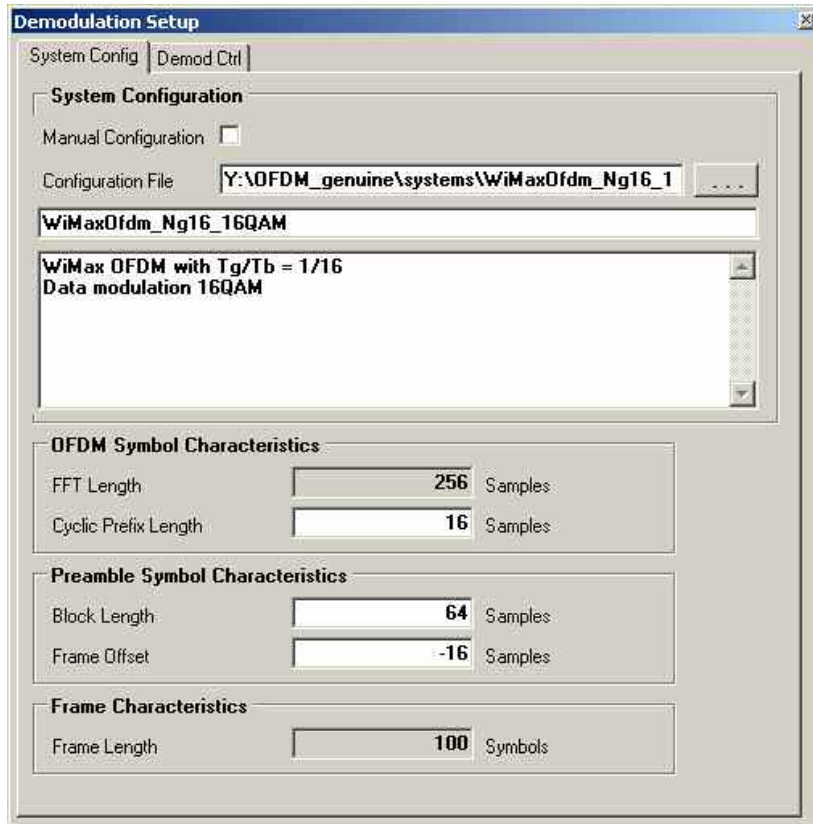 Demodulation Setup
System Config Demod Ctrl
System Configuration
Manual Configuration
Configuration File Y:\OFDM_genuine\systems\WiMaxOfdm_Ng16_1 ...
WiMaxOfdm_Ng16_16QAM
WiMax OFDM with Tg/Tb = 1/16
Data modulation 16QAM
OFDM Symbol Characteristics
FFT Length 256 Samples
Cyclic Prefix Length 16 Samples
Preamble Symbol Characteristics
Block Length 64 Samples
Frame Offset -16 Samples
Frame Characteristics
Frame Length 100 Symbols